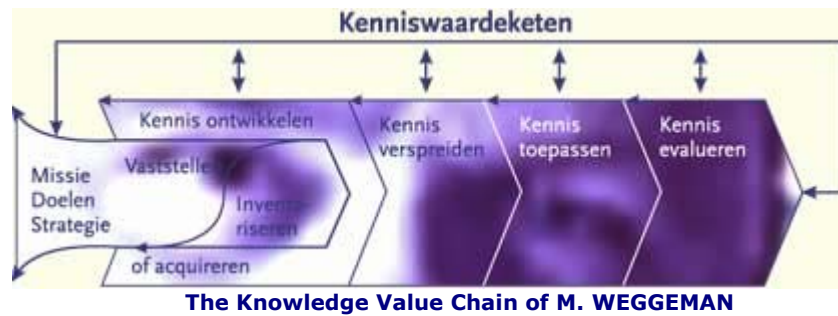 Kenniswaardeketen
Kennis ontwikkelen
Kennis
verspreiden
Kennis
toepassen
Kennis
evalueren
Missie
Doelen
Strategie
Vaststellen
Inventa-
riseren
of acquireren
The Knowledge Value Chain of M. WEGGEMAN